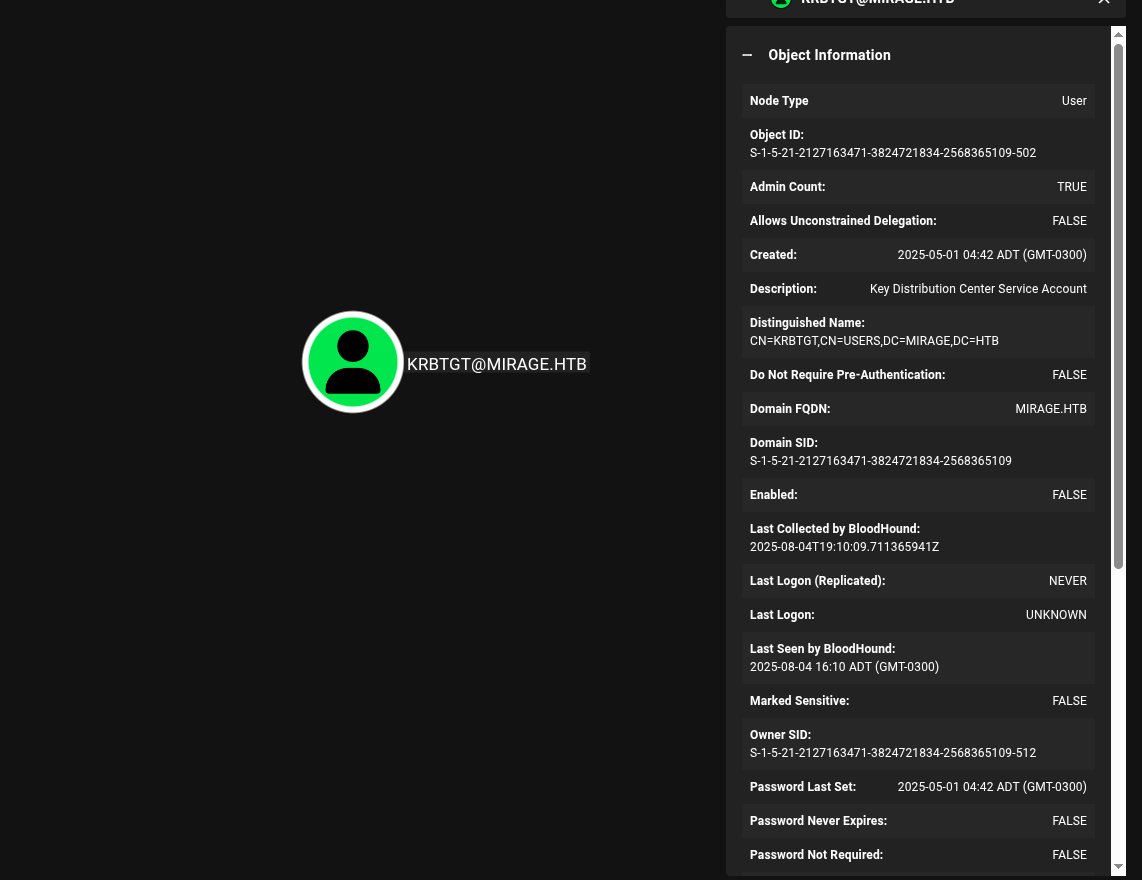 KRBTGT@MIRAGE.HTB
Object Information
Node Type User
Object ID:
S-1-5-21-2127163471-3824721834-2568365109-502
Admin Count: TRUE
Allows Unconstrained Delegation: FALSE
Created: 2025-05-01 04:42 ADT (GMT-0300)
Description: Key Distribution Center Service Account
Distinguished Name:
CN=KRBTGT,CN=USERS,DC=MIRAGE,DC=HTB
Do Not Require Pre-Authentication: FALSE
Domain FQDN: MIRAGE.HTB
Domain SID:
S-1-5-21-2127163471-3824721834-2568365109
Enabled: FALSE
Last Collected by BloodHound:
2025-08-04T19:10:09.711365941Z
Last Logon (Replicated): NEVER
Last Logon: UNKNOWN
Last Seen by BloodHound:
2025-08-04 16:10 ADT (GMT-0300)
Marked Sensitive: FALSE
Owner SID:
S-1-5-21-2127163471-3824721834-2568365109-512
Password Last Set: 2025-05-01 04:42 ADT (GMT-0300)
Password Never Expires: FALSE
Password Not Required: FALSE
KRBTGT@MIRAGE.HTB